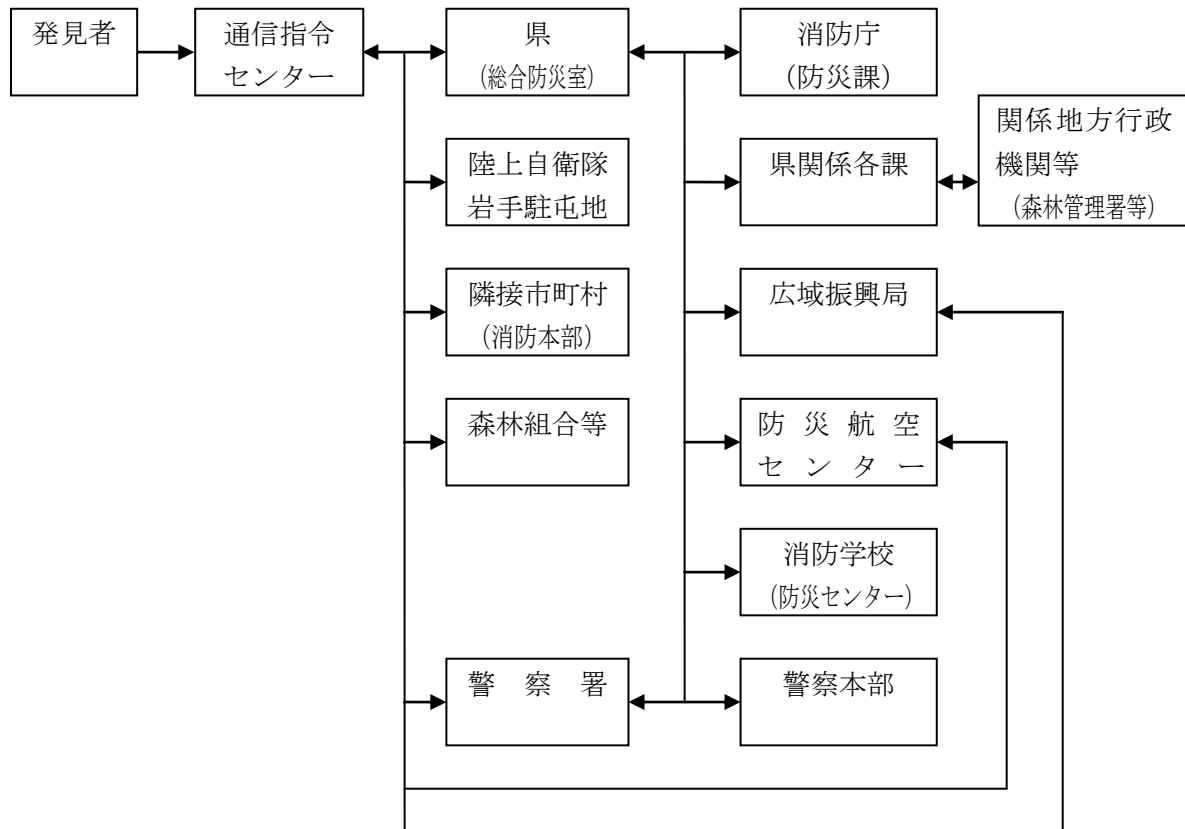 発見者
通信指令
センター
県
(総合防災室)
消防庁
(防災課)
陸上自衛隊
岩手駐屯地
県関係各課
関係地方行政
機関等
(森林管理署等)
隣接市町村
(消防本部)
広域振興局
森林組合等
防災航空
センター
消防学校
(防災センター)
警察署
警察本部